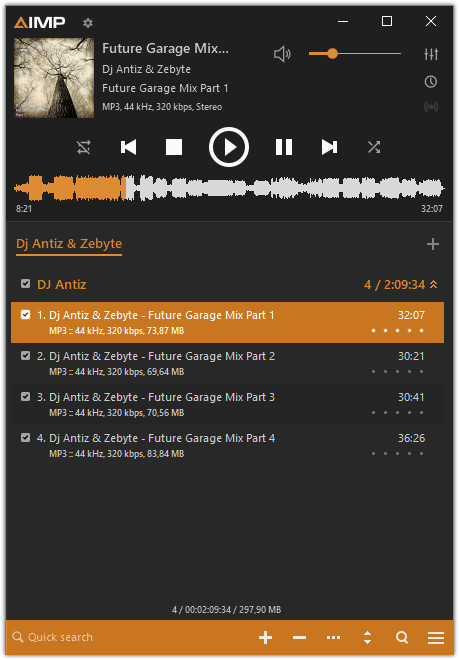 AIMP
Future Garage Mix...
Dj Antiz & Zebyte
Future Garage Mix Part 1
MP3, 44 kHz, 320 kbps, Stereo
8:21
32:07
Dj Antiz & Zebyte
DJ Antiz
4 / 2:09:34
1. Dj Antiz & Zebyte - Future Garage Mix Part 1
32:07
MP3 :: 44 kHz, 320 kbps, 73,87 MB
2. Dj Antiz & Zebyte - Future Garage Mix Part 2
30:21
MP3 :: 44 kHz, 320 kbps, 69,64 MB
3. Dj Antiz & Zebyte - Future Garage Mix Part 3
30:41
MP3 :: 44 kHz, 320 kbps, 70,56 MB
4. Dj Antiz & Zebyte - Future Garage Mix Part 4
36:26
MP3 :: 44 kHz, 320 kbps, 83,84 MB
4 / 00:02:09:34 / 297,90 MB
Quick search